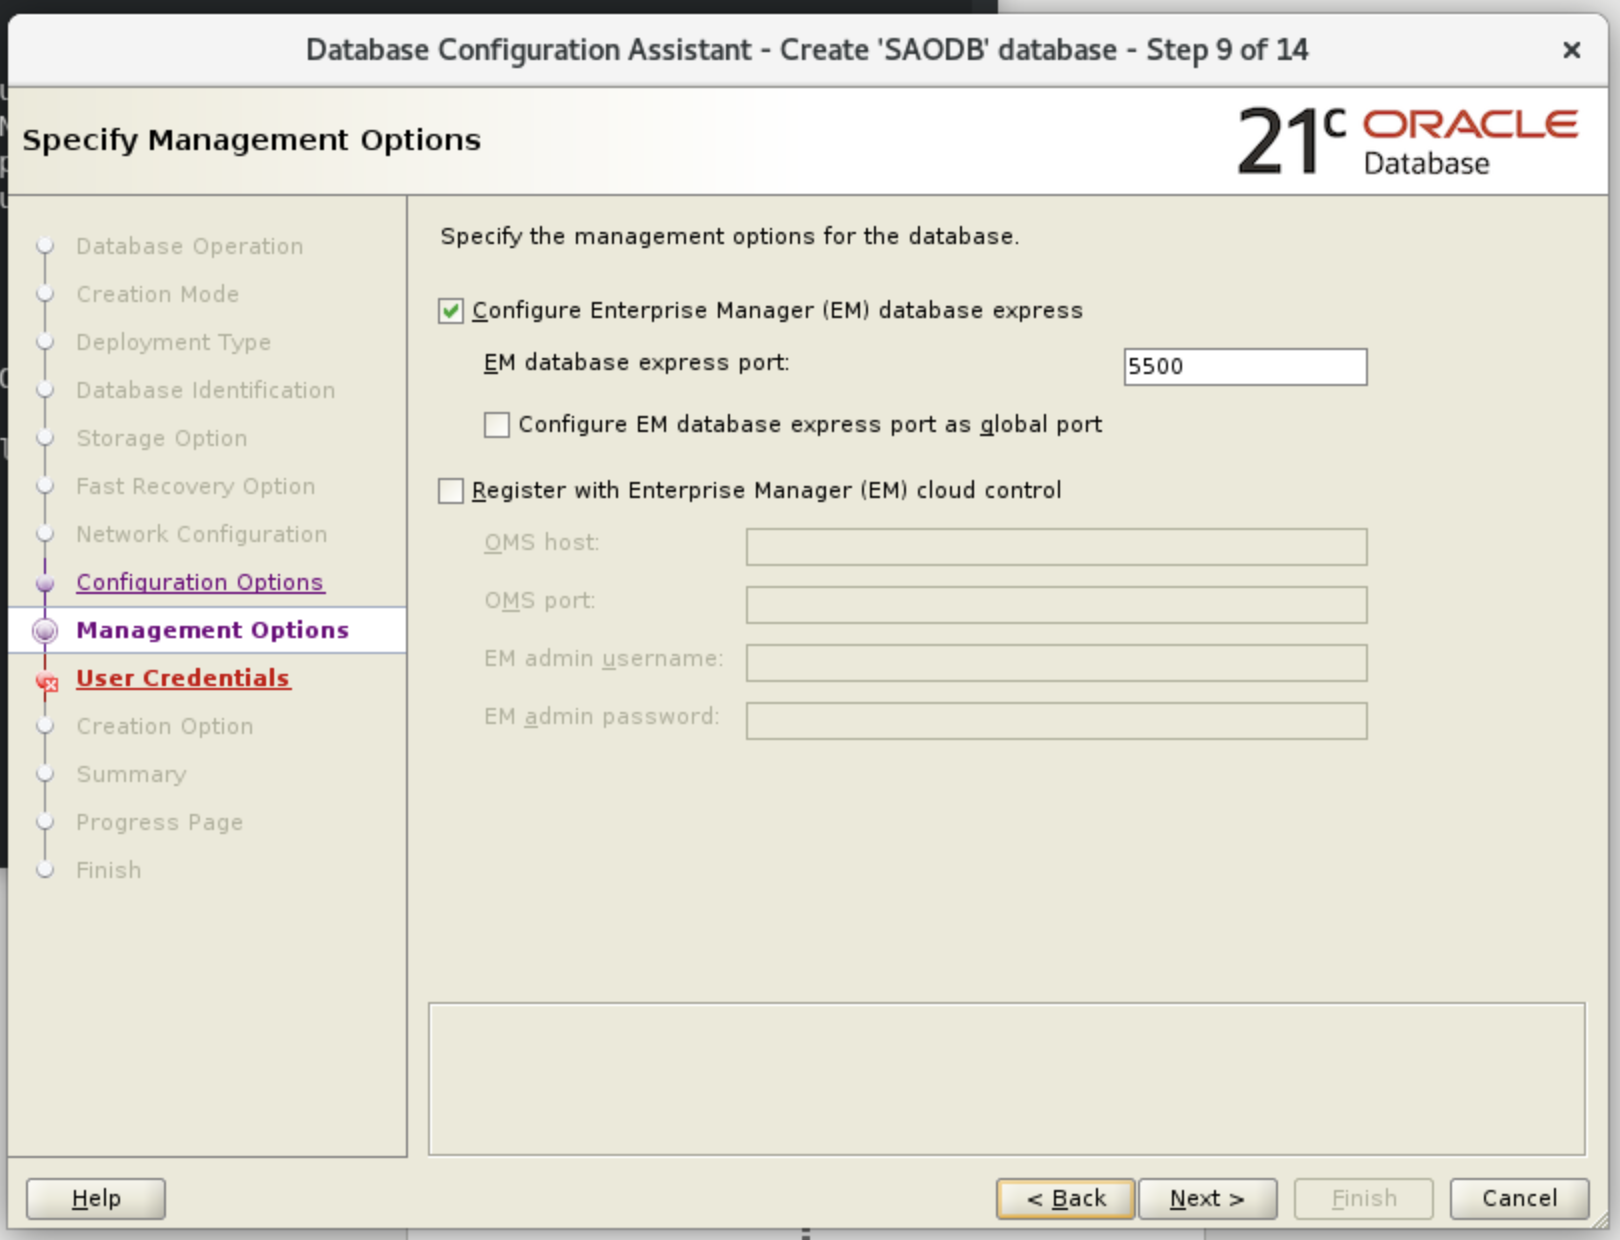 Database Configuration Assistant - Create 'SAODB' database - Step 9 of 14
×
Specify Management Options
21c ORACLE
Database
Database Operation
Creation Mode
Deployment Type
Database Identification
Storage Option
Fast Recovery Option
Network Configuration
Configuration Options
Management Options
User Credentials
Creation Option
Summary
Progress Page
Finish
Specify the management options for the database.
Configure Enterprise Manager (EM) database express
EM database express port: 5500
Configure EM database express port as global port
Register with Enterprise Manager (EM) cloud control
OMS host:
OMS port:
EM admin username:
EM admin password:
Help < Back Next > Finish Cancel